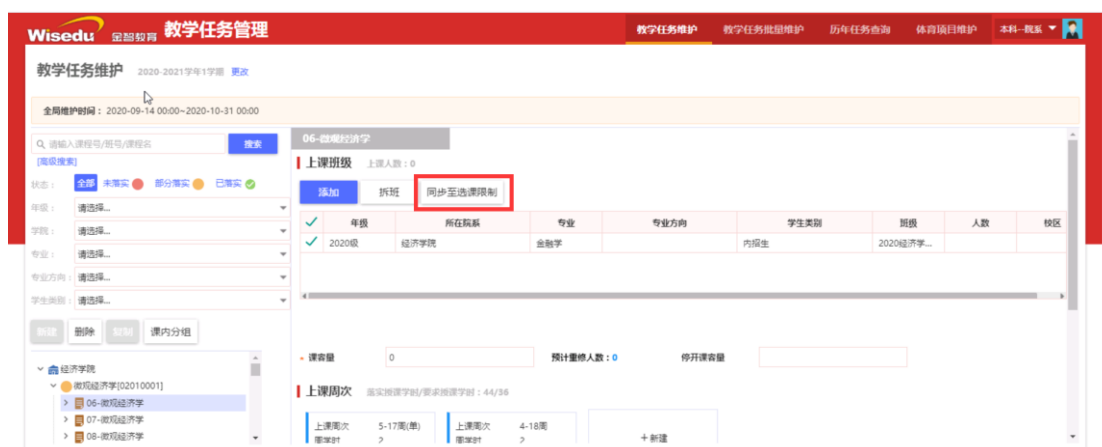 Wisedu 金智教育 教学任务管理 教学任务维护 教学任务批量维护 历年任务查询 体育项目维护 本科--院系
教学任务维护 2020-2021学年1学期 更改
全局维护时间： 2020-09-14 00:00~2020-10-31 00:00
请输入课程号/班号/课程名 搜索
[高级搜索]
状态： 全部 未落实 部分落实 已落实
年级： 请选择...
学院： 请选择...
专业： 请选择...
专业方向： 请选择...
学生类别： 请选择...
新建 删除 复制 课内分组
经济学院
微观经济学[02010001]
06-微观经济学
07-微观经济学
08-微观经济学
06-微观经济学
上课班级 上课人数：0
添加 拆班 同步至选课限制
年级 所在院系 专业 专业方向 学生类别 班级 人数 校区
2020级 经济学院 金融学 内招生 2020经济学...
课容量 0 预计重修人数：0 停开课容量
上课周次 落实授课学时/要求授课学时：44/36
上课周次 5-17周(单) 上课周次 4-18周
周学时 2 周学时 2
+新建